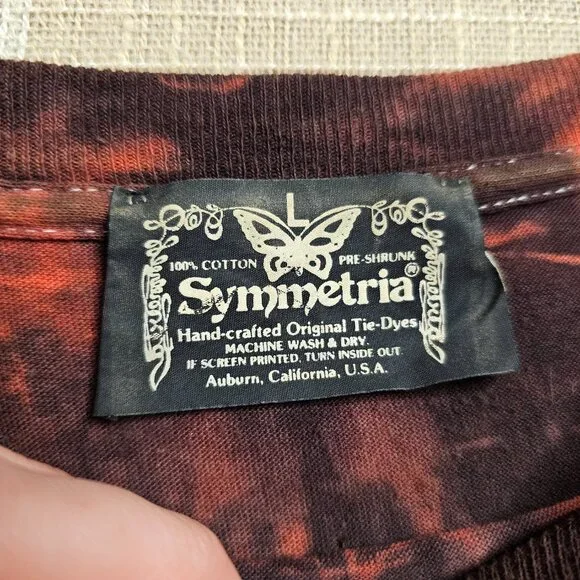 L
100% COTTON PRE-SHRUNK
Symmetria®
Hand-crafted Original Tie-Dyes
MACHINE WASH & DRY.
IF SCREEN PRINTED, TURN INSIDE OUT
Auburn, California, U.S.A.